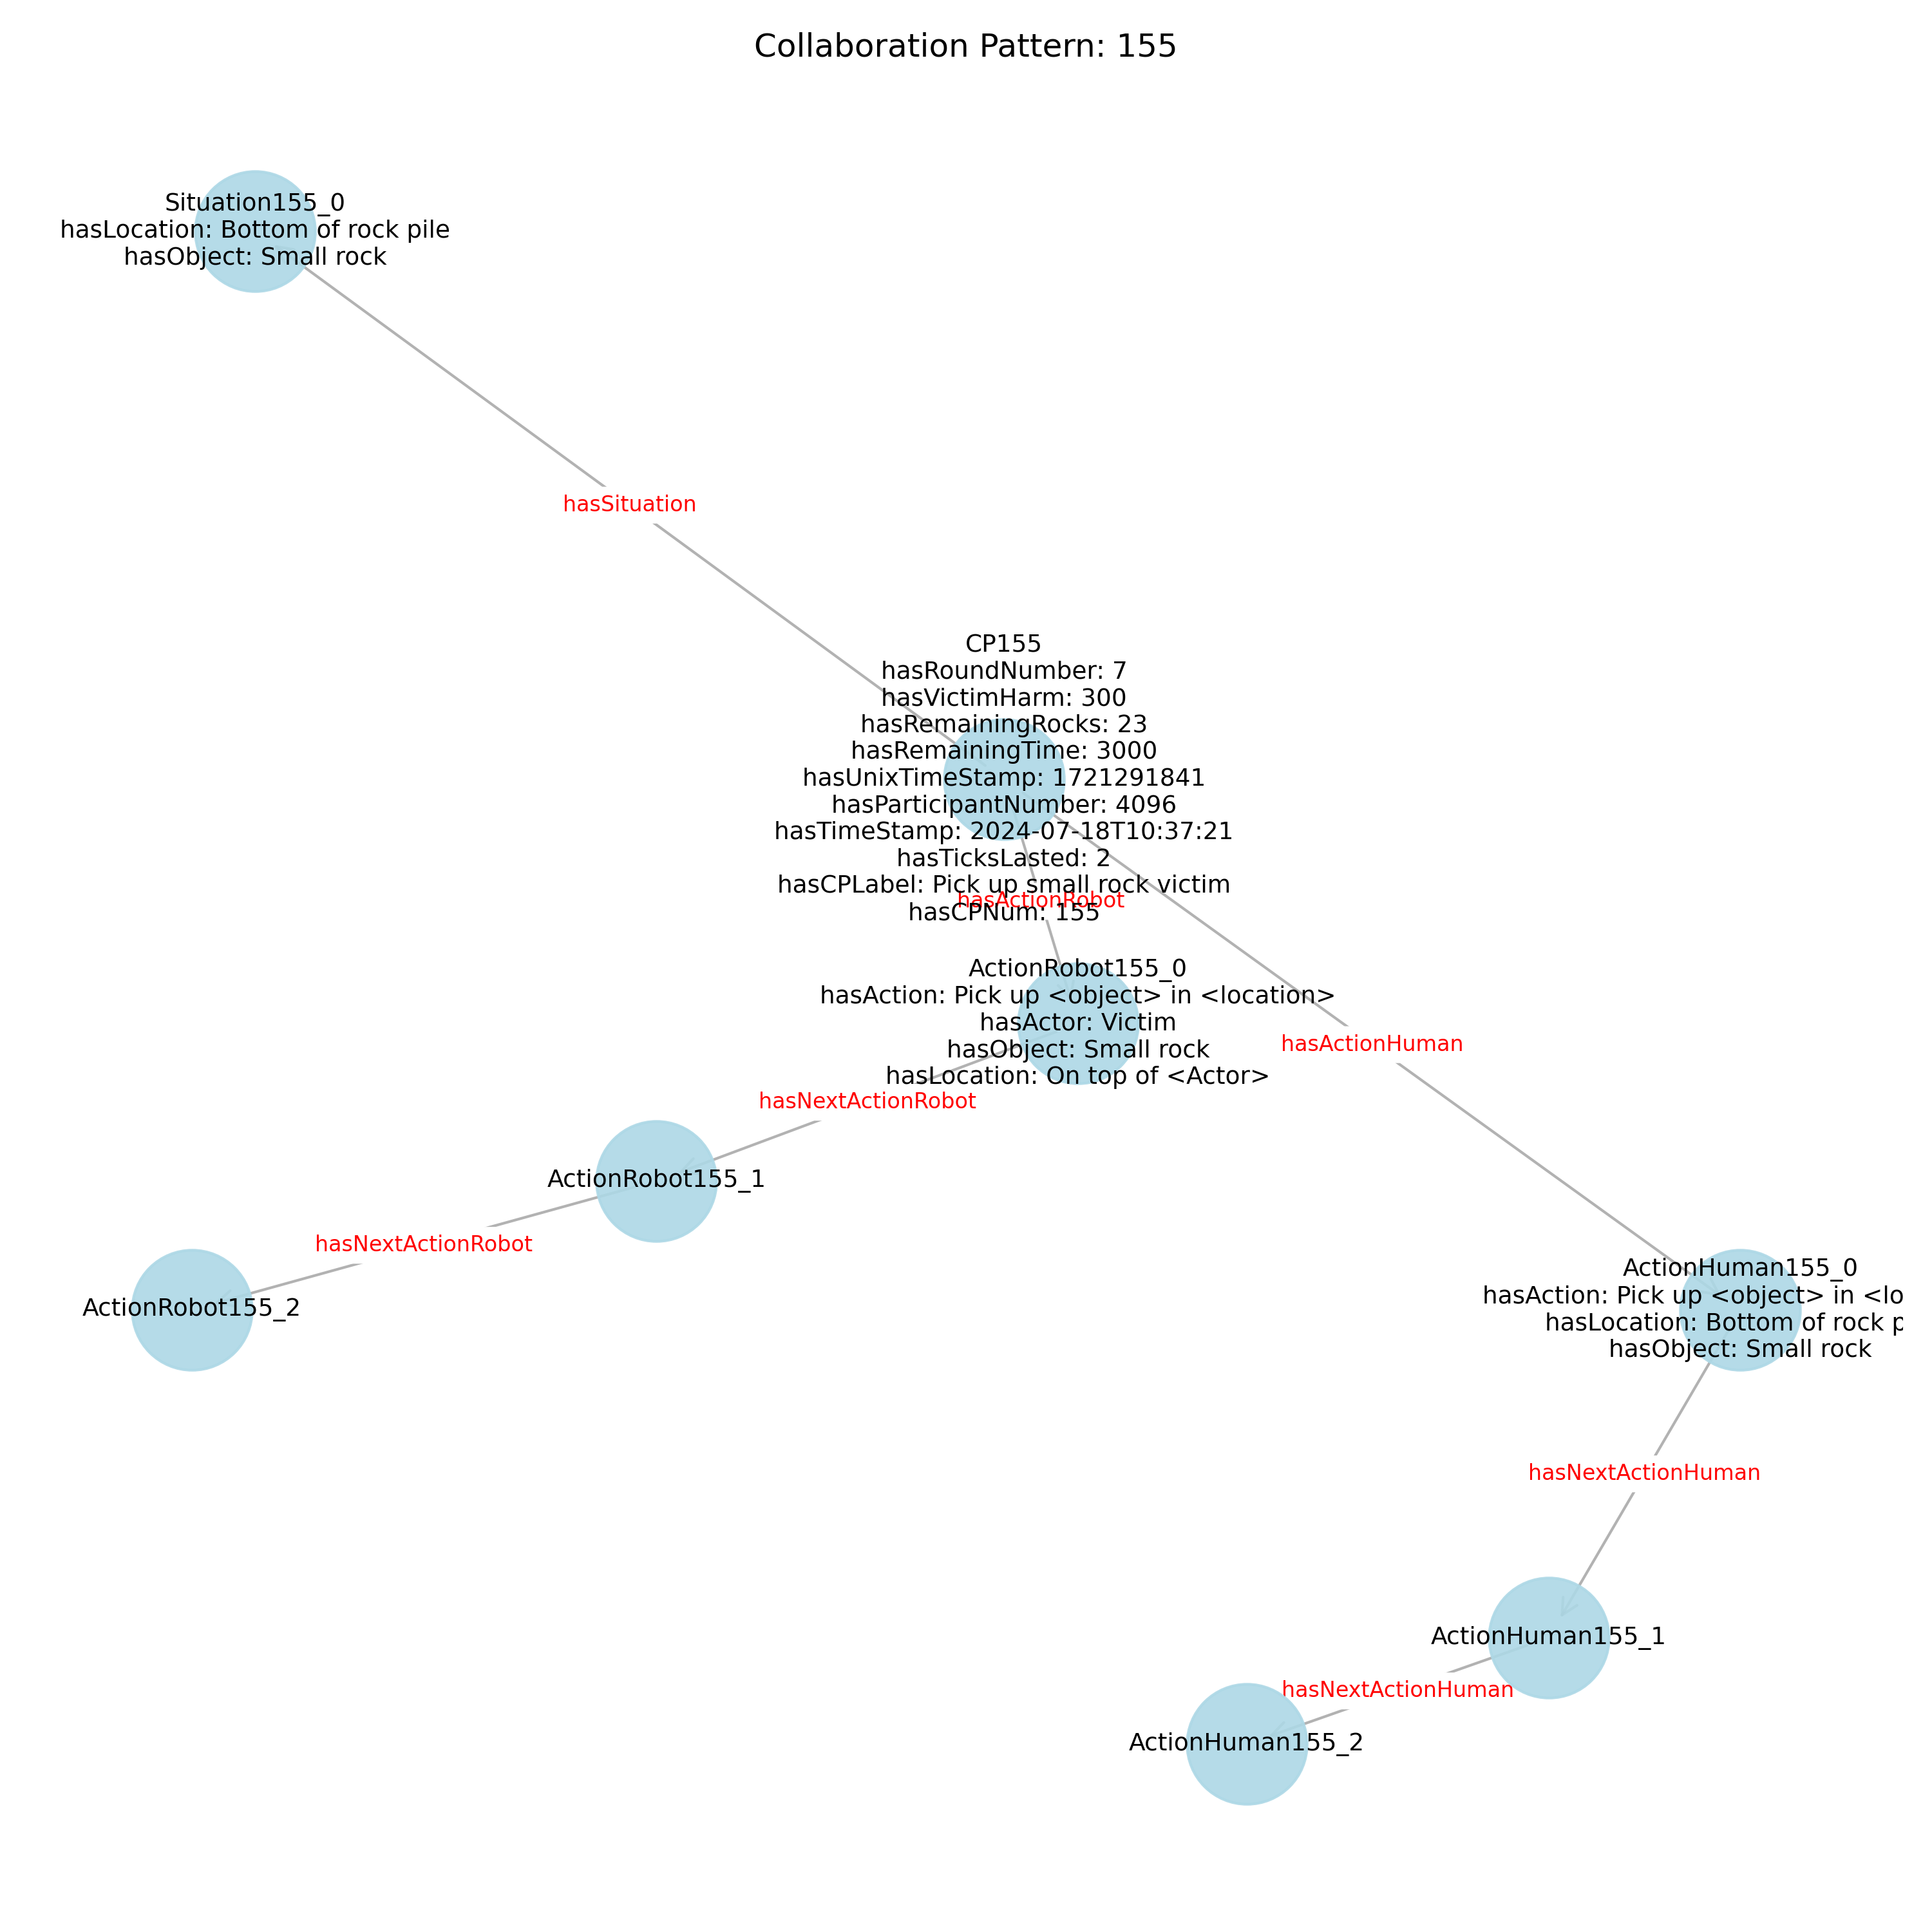 Collaboration Pattern: 155
Situation155_0
hasLocation: Bottom of rock pile
hasObject: Small rock
hasSituation
CP155
hasRoundNumber: 7
hasVictimHarm: 300
hasRemainingRocks: 23
hasRemainingTime: 3000
hasUnixTimeStamp: 1721291841
hasParticipantNumber: 4096
hasTimeStamp: 2024-07-18T10:37:21
hasTicksLasted: 2
hasCPLabel: Pick up small rock victim
hasActionRobot
hasCPNum: 155
ActionRobot155_0
hasAction: Pick up <object> in <location>
hasActor: Victim
hasObject: Small rock
hasLocation: On top of <Actor>
hasActionHuman
hasNextActionRobot
ActionRobot155_1
hasNextActionRobot
ActionRobot155_2
ActionHuman155_0
hasAction: Pick up <object> in <lo
hasLocation: Bottom of rock p
hasObject: Small rock
hasNextActionHuman
ActionHuman155_1
hasNextActionHuman
ActionHuman155_2